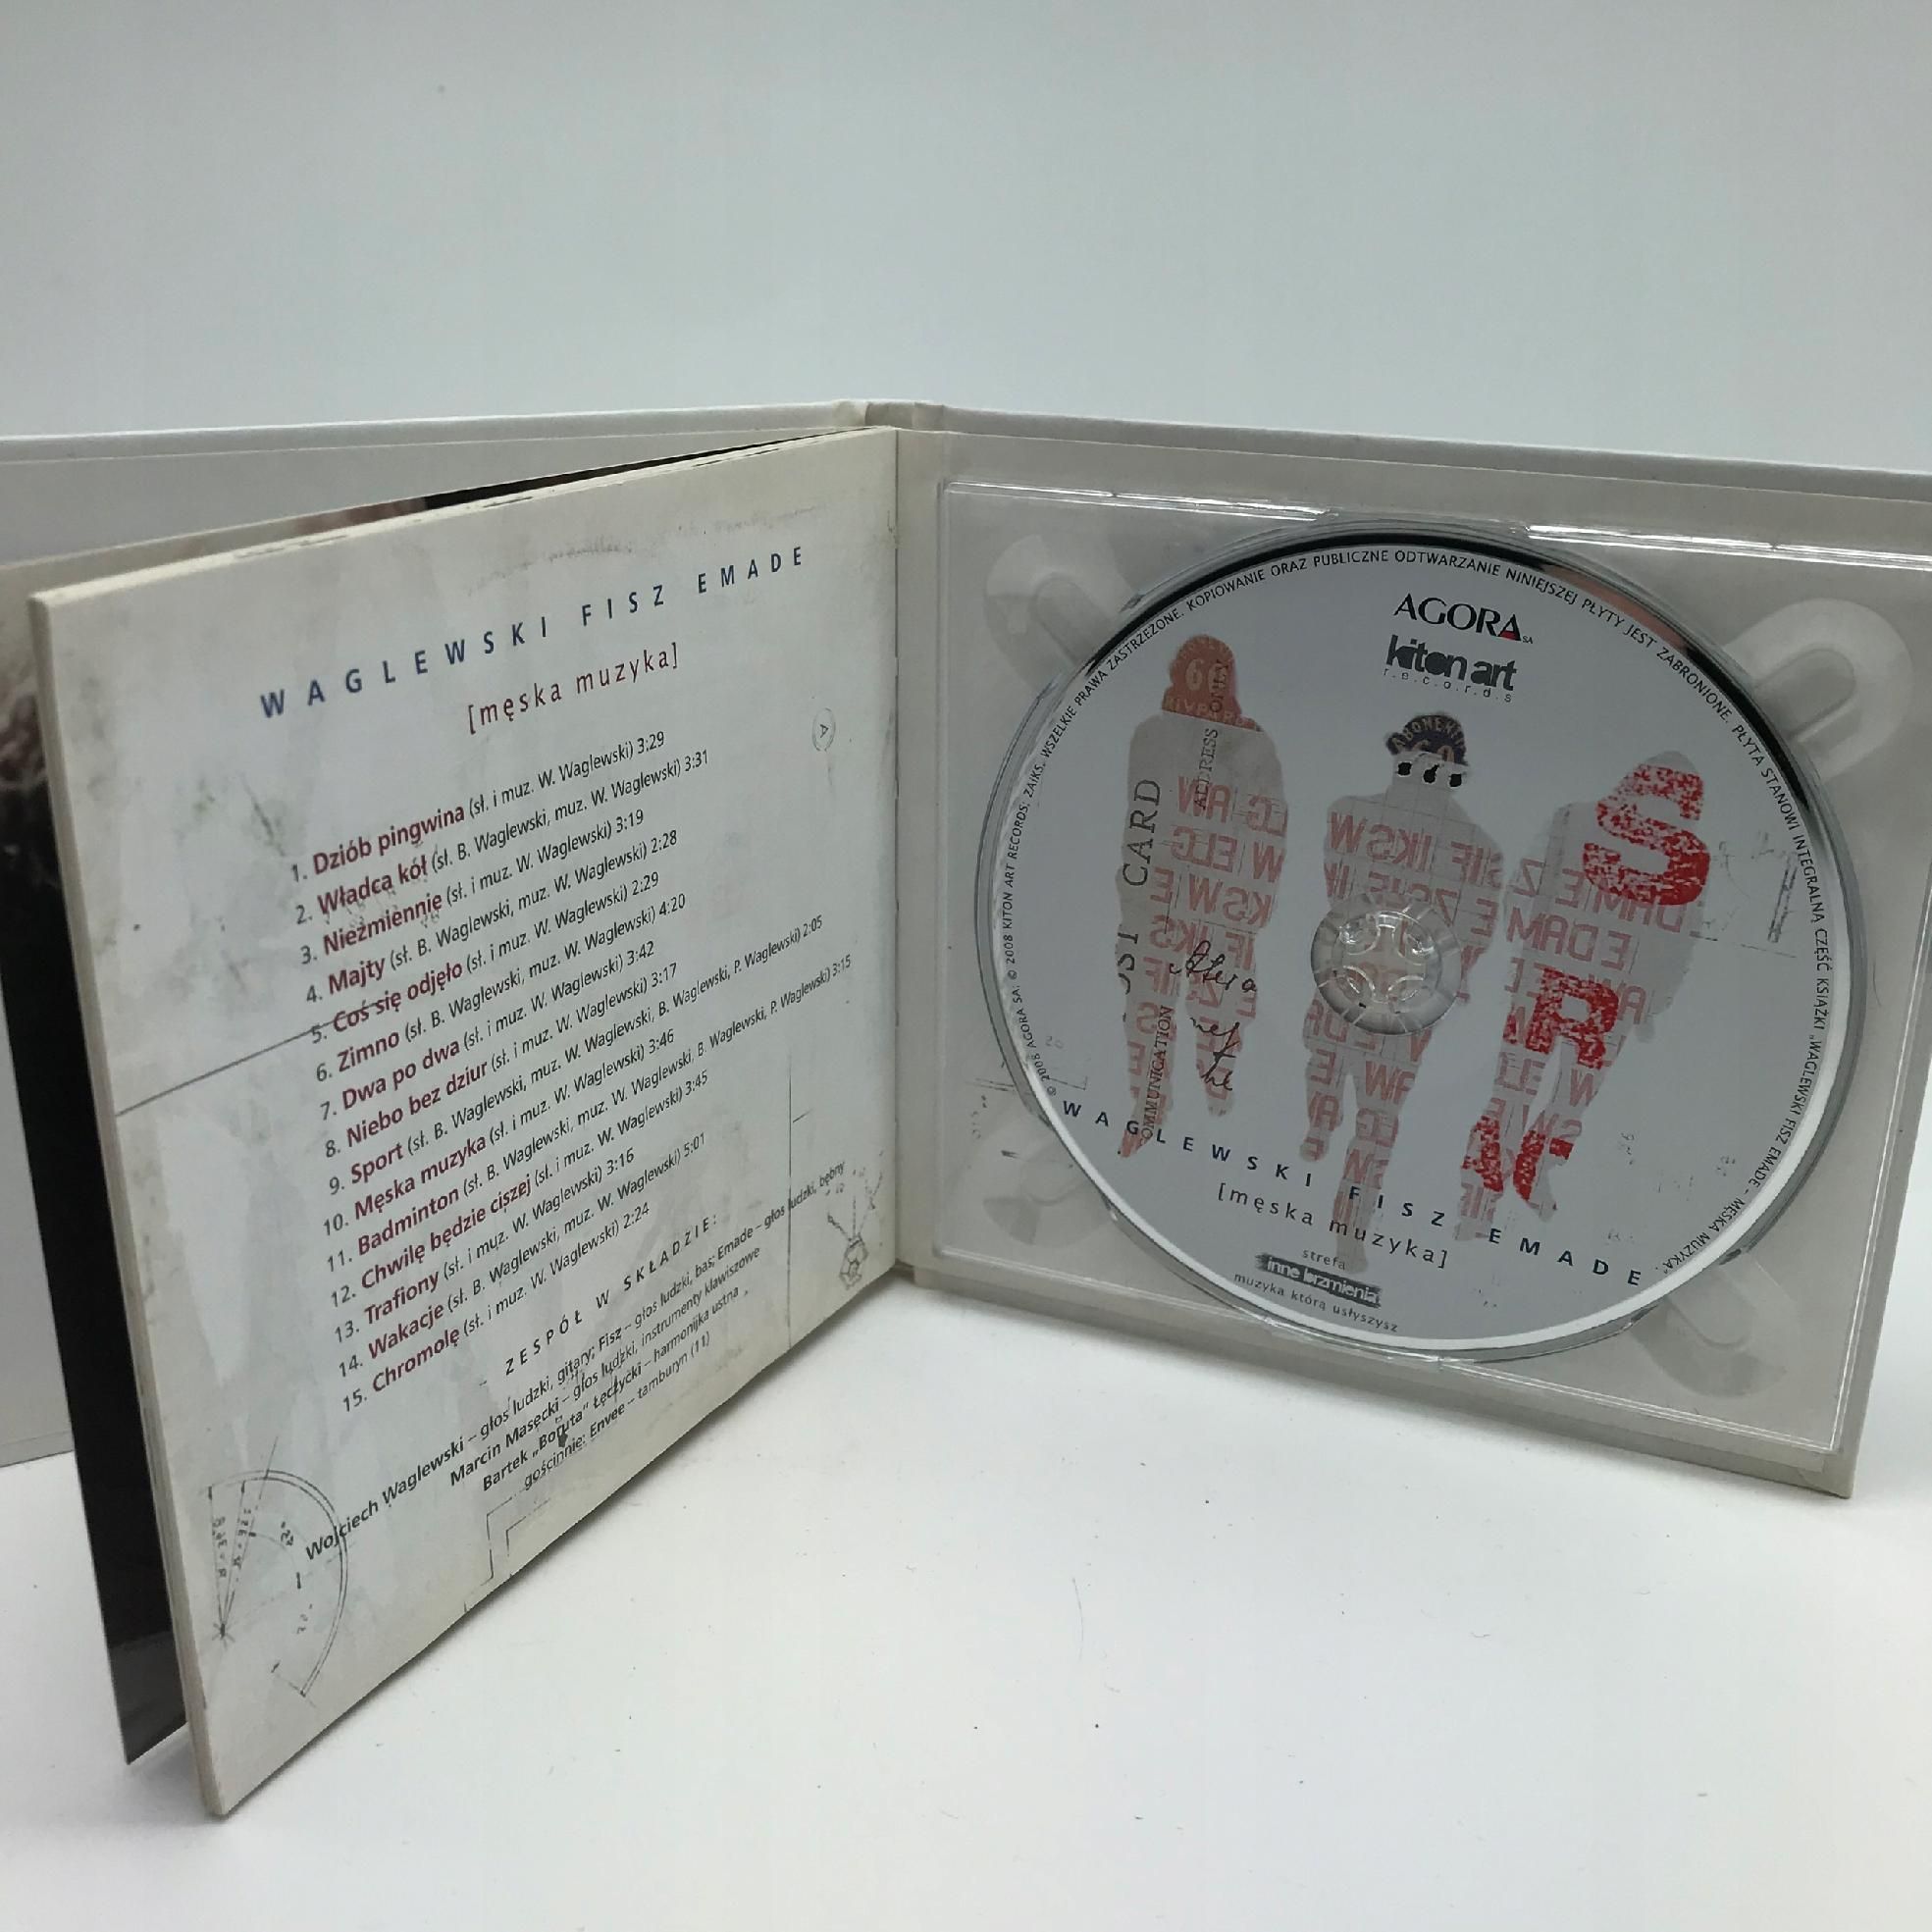 WAGLEWSKI FISZ EMADE
[męska muzyka]
1. Dziób pingwina (sł. i muz. W. Waglewski) 3:29
2. Władca kół (sł. B. Waglewski, muz. W. Waglewski) 3:31
3. Niezmiennie (sł. i muz. W. Waglewski) 3:19
4. Majty (sł. B. Waglewski, muz. W. Waglewski) 2:28
5. Coś się odjęło (sł. i muz. W. Waglewski) 2:29
6. Zimno (sł. B. Waglewski, muz. W. Waglewski) 4:20
7. Dwa po dwa (sł. i muz. W. Waglewski) 3:42
8. Niebo bez dziur (sł. i muz. W. Waglewski) 3:17
9. Sport (sł. B. Waglewski, muz. W. Waglewski, B. Waglewski, P. Waglewski) 2:05
10. Męska muzyka (sł. i muz. W. Waglewski) 3:46
11. Badminton (sł. B. Waglewski, muz. W. Waglewski, B. Waglewski, P. Waglewski) 3:15
12. Chwilę będzie ciszej (sł. i muz. W. Waglewski) 3:45
13. Trafiony (sł. i muz. W. Waglewski) 3:16
14. Wakacje (sł. B. Waglewski, muz. W. Waglewski) 5:01
15. Chromolę (sł. i muz. W. Waglewski) 2:24
ZESPÓŁ W SKŁADZIE:
Wojciech Waglewski – głos ludzki, gitary; Fisz – głos ludzki, bas; Emade – głos ludzki, bębny
Marcin Masecki – głos ludzki, instrumenty klawiszowe
Bartek „Boruta" Łęczycki – harmonijka ustna
gościnnie: Envee – tamburyn (11)
A
℗ 2008 AGORA SA; © 2008 KITON ART RECORDS; ZAIKS. WSZELKIE PRAWA ZASTRZEŻONE. KOPIOWANIE ORAZ PUBLICZNE ODTWARZANIE NINIEJSZEJ PŁYTY JEST ZABRONIONE. PŁYTA STANOWI INTEGRALNĄ CZĘŚĆ KSIĄŻKI „WAGLEWSKI FISZ EMADE - MĘSKA MUZYKA".
AGORA SA
kiton art
r.e.c.o.r.d.s
CARD
ADDRESS
COMMUNICATION
S
R
WAGLEWSKI FISZ EMADE
[męska muzyka]
strefa
inne brzmienia
muzyka którą usłyszysz